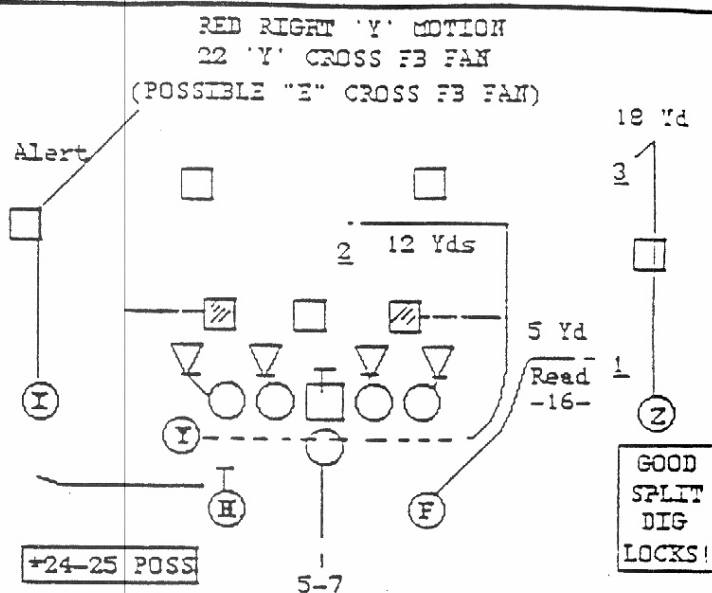 RED RIGHT 'Y' MOTION
22 'Y' CROSS FB FAN
(POSSIBLE "E" CROSS FB FAN)
Alert
18 Yd
3
2 12 Yds
5 Yd
1
Read
-16-
X
Y
Z
H
F
GOOD
SPLIT
DIG
LOCKS!
*24-25 POSS
5-7